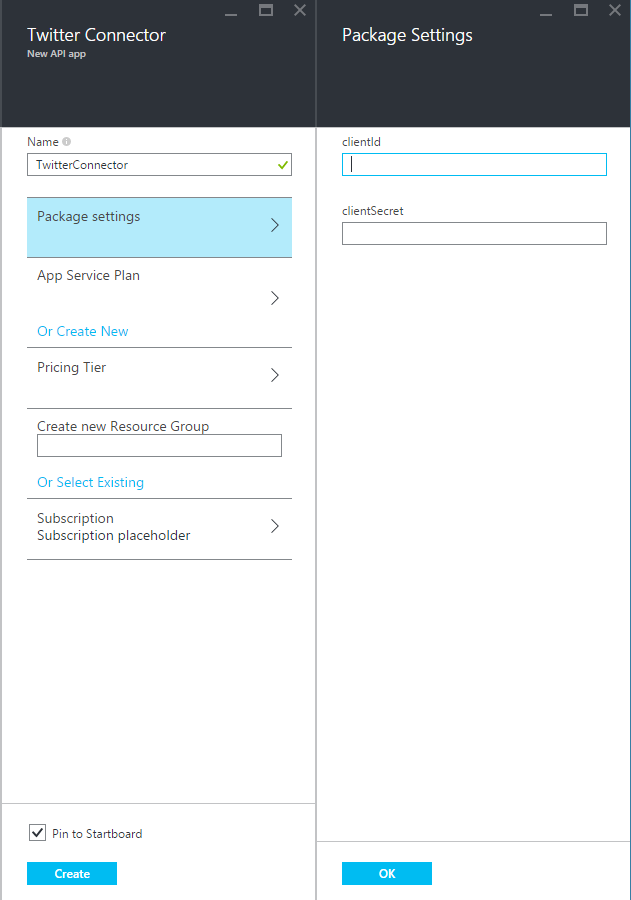 Twitter Connector
New API app
Name
TwitterConnector
Package settings
App Service Plan
Or Create New
Pricing Tier
Create new Resource Group
Or Select Existing
Subscription
Subscription placeholder
Pin to Startboard
Create
Package Settings
clientId
clientSecret
OK